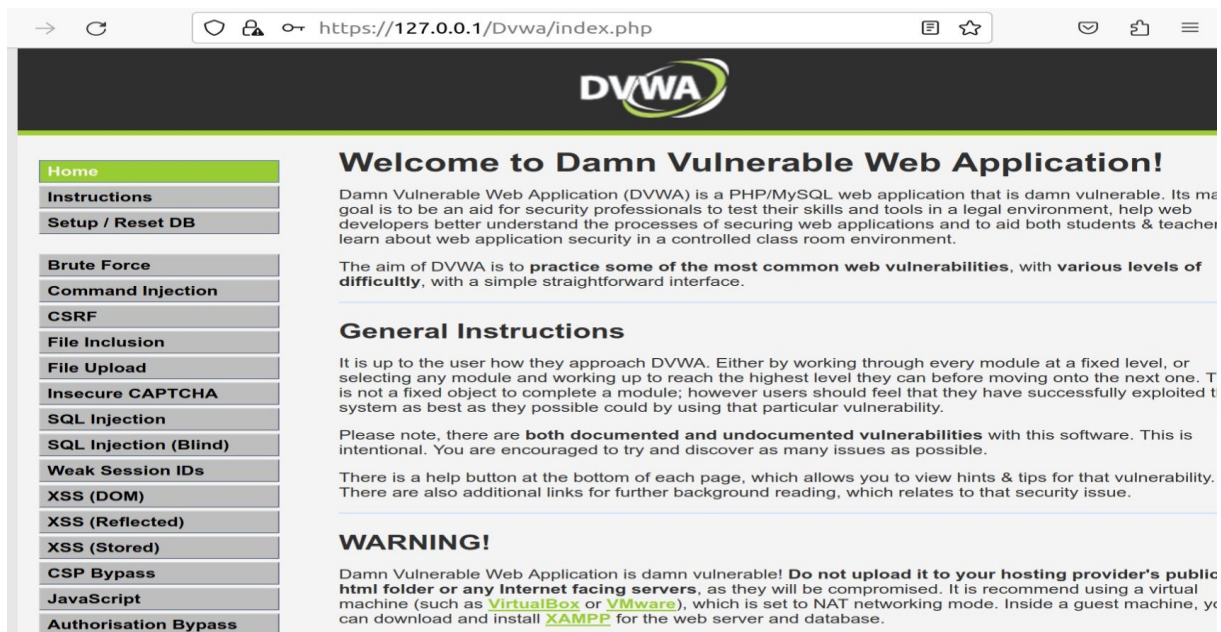 https://127.0.0.1/Dvwa/index.php
DVWA
Home
Instructions
Setup / Reset DB
Brute Force
Command Injection
CSRF
File Inclusion
File Upload
Insecure CAPTCHA
SQL Injection
SQL Injection (Blind)
Weak Session IDs
XSS (DOM)
XSS (Reflected)
XSS (Stored)
CSP Bypass
JavaScript
Authorisation Bypass
Welcome to Damn Vulnerable Web Application!
Damn Vulnerable Web Application (DVWA) is a PHP/MySQL web application that is damn vulnerable. Its
goal is to be an aid for security professionals to test their skills and tools in a legal environment, help web
developers better understand the processes of securing web applications and to aid both students & teacher
learn about web application security in a controlled class room environment.
The aim of DVWA is to practice some of the most common web vulnerabilities, with various levels of
difficultly, with a simple straightforward interface.
General Instructions
It is up to the user how they approach DVWA. Either by working through every module at a fixed level, or
selecting any module and working up to reach the highest level they can before moving onto the next one.
is not a fixed object to complete a module; however users should feel that they have successfully exploited
system as best as they possible could by using that particular vulnerability.
Please note, there are both documented and undocumented vulnerabilities with this software. This is
intentional. You are encouraged to try and discover as many issues as possible.
There is a help button at the bottom of each page, which allows you to view hints & tips for that vulnerability.
There are also additional links for further background reading, which relates to that security issue.
WARNING!
Damn Vulnerable Web Application is damn vulnerable! Do not upload it to your hosting provider's public
html folder or any Internet facing servers, as they will be compromised. It is recommend using a virtual
machine (such as VirtualBox or VMware), which is set to NAT networking mode. Inside a guest machine,
can download and install XAMPP for the web server and database.